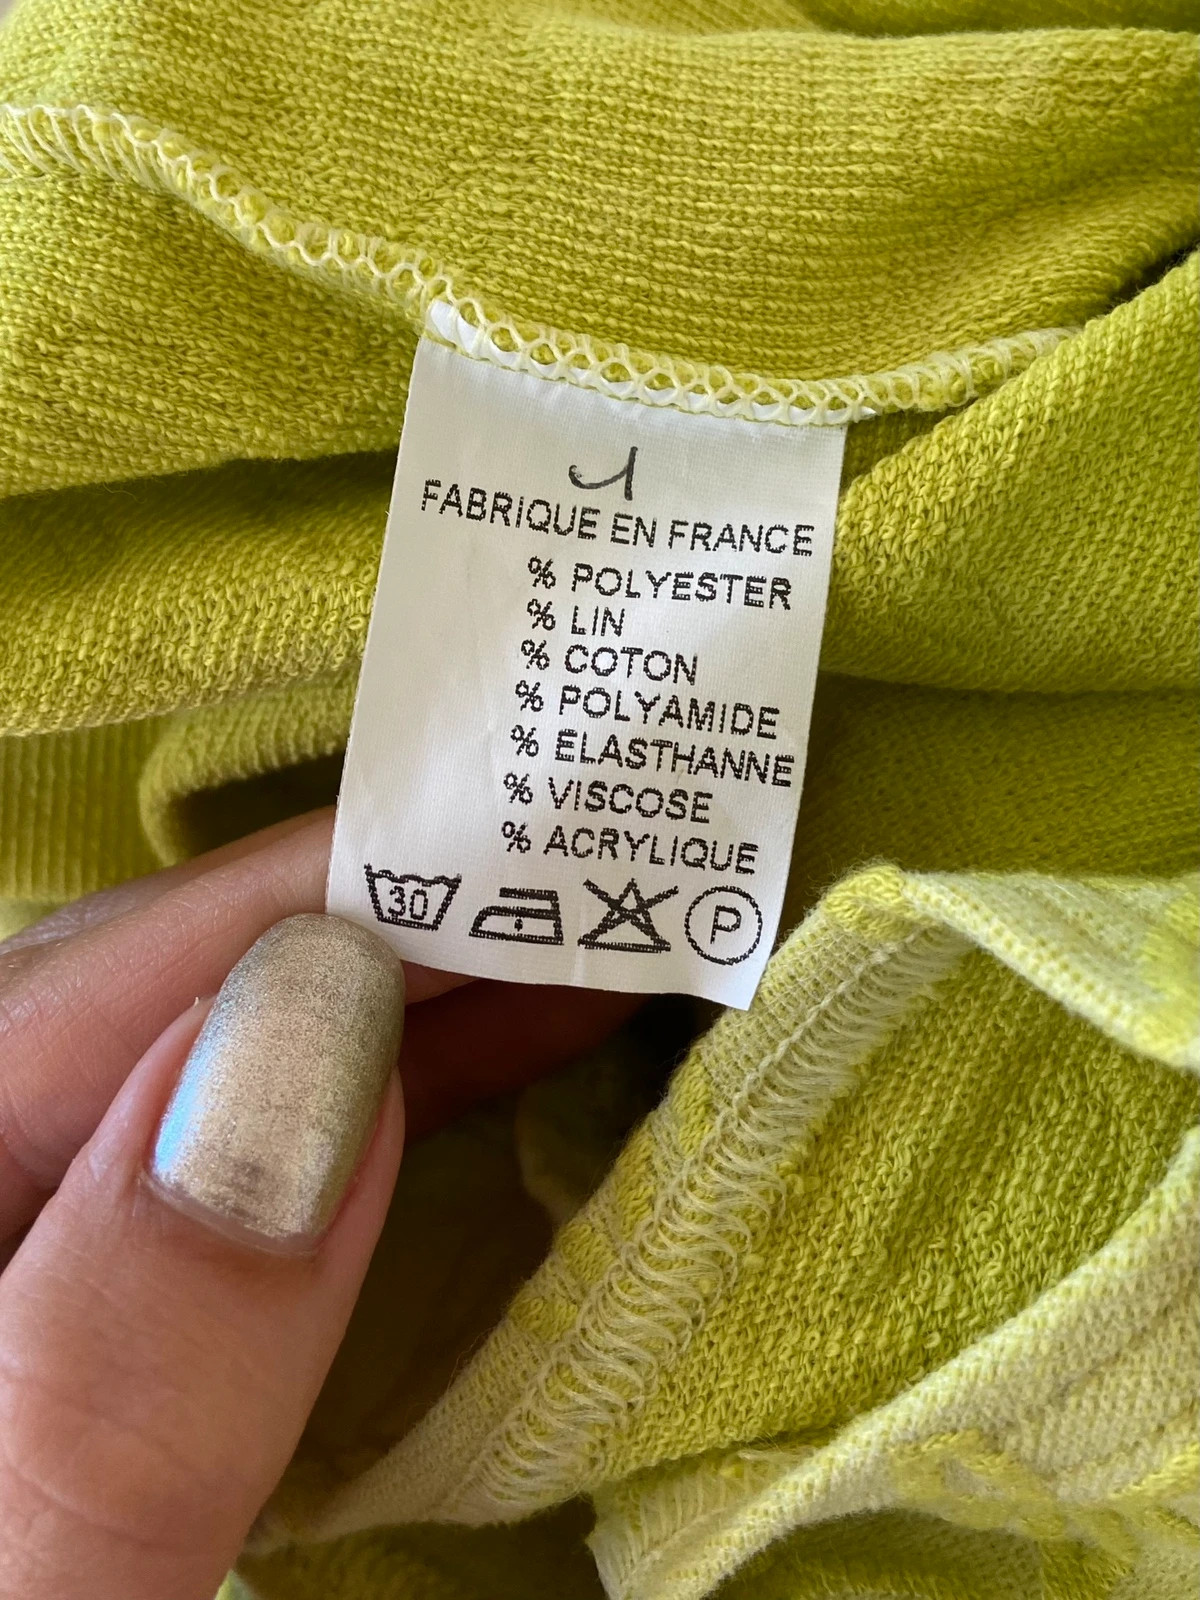 1
FABRIQUE EN FRANCE
% POLYESTER
% LIN
% COTON
% POLYAMIDE
% ELASTHANNE
% VISCOSE
% ACRYLIQUE
30 P